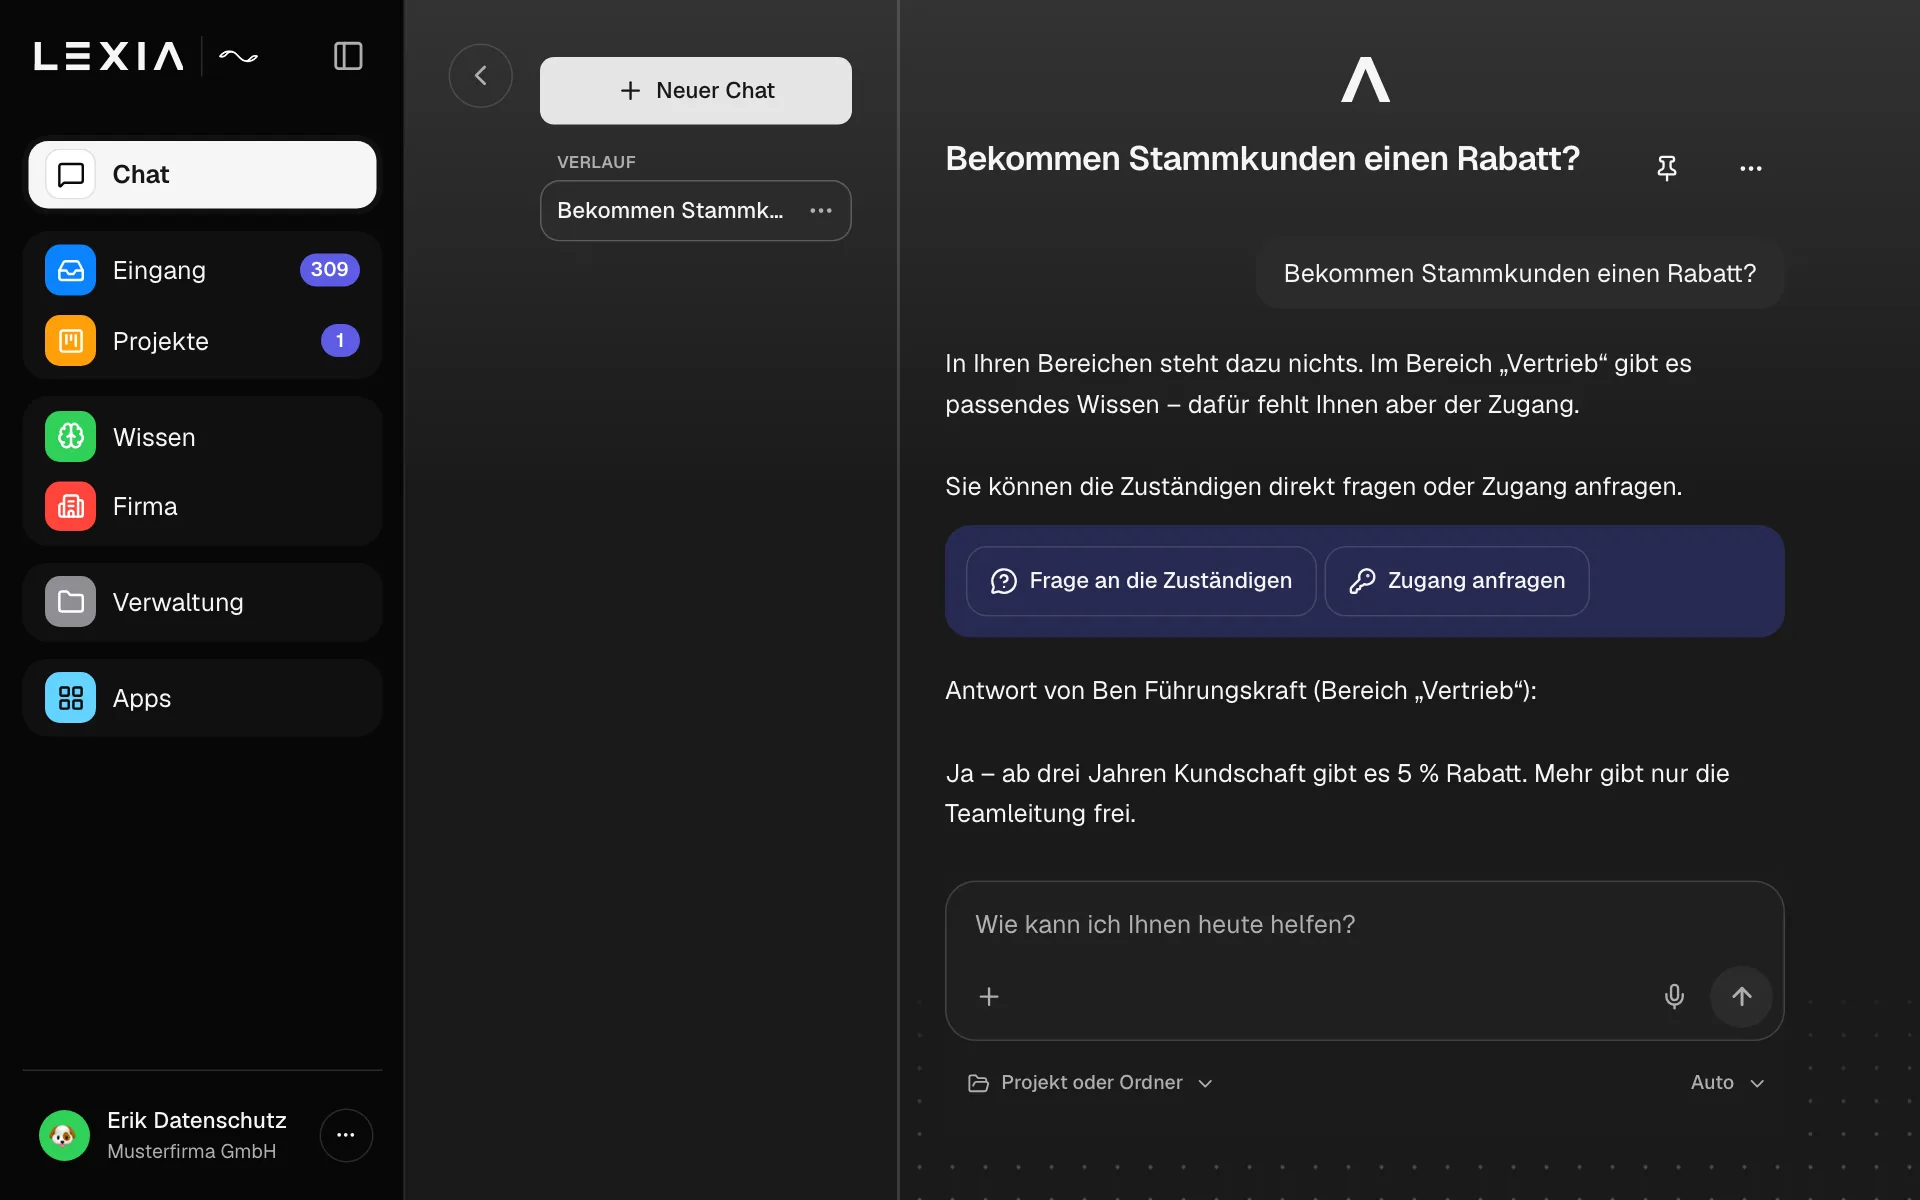 LEXIA
Chat
Eingang 309
Projekte 1
Wissen
Firma
Verwaltung
Apps
Erik Datenschutz
Musterfirma GmbH
Neuer Chat
VERLAUF
Bekommen Stammk...
Bekommen Stammkunden einen Rabatt?
Bekommen Stammkunden einen Rabatt?
In Ihren Bereichen steht dazu nichts. Im Bereich „Vertrieb“ gibt es
passendes Wissen – dafür fehlt Ihnen aber der Zugang.
Sie können die Zuständigen direkt fragen oder Zugang anfragen.
Frage an die Zuständigen Zugang anfragen
Antwort von Ben Führungskraft (Bereich „Vertrieb“):
Ja – ab drei Jahren Kundschaft gibt es 5 % Rabatt. Mehr gibt nur die
Teamleitung frei.
Wie kann ich Ihnen heute helfen?
Projekt oder Ordner Auto